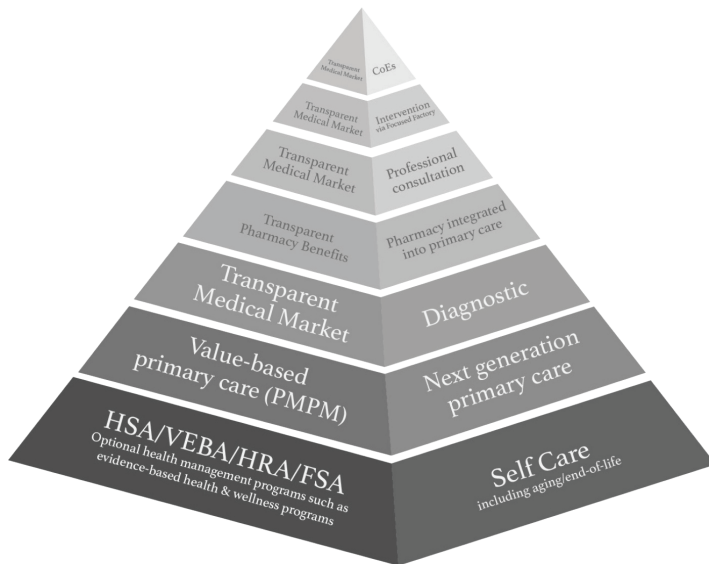 Transparent
Medical Market
CoEs
Transparent
Medical Market
Intervention
via Focused Factory
Transparent
Medical Market
Professional
consultation
Transparent
Pharmacy Benefits
Pharmacy integrated
into primary care
Transparent
Medical Market
Diagnostic
Value-based
primary care (PMPM)
Next generation
primary care
HSA/VEBA/HRA/FSA
Optional health management programs such as
evidence-based health & wellness programs
Self Care
including aging/end-of-life